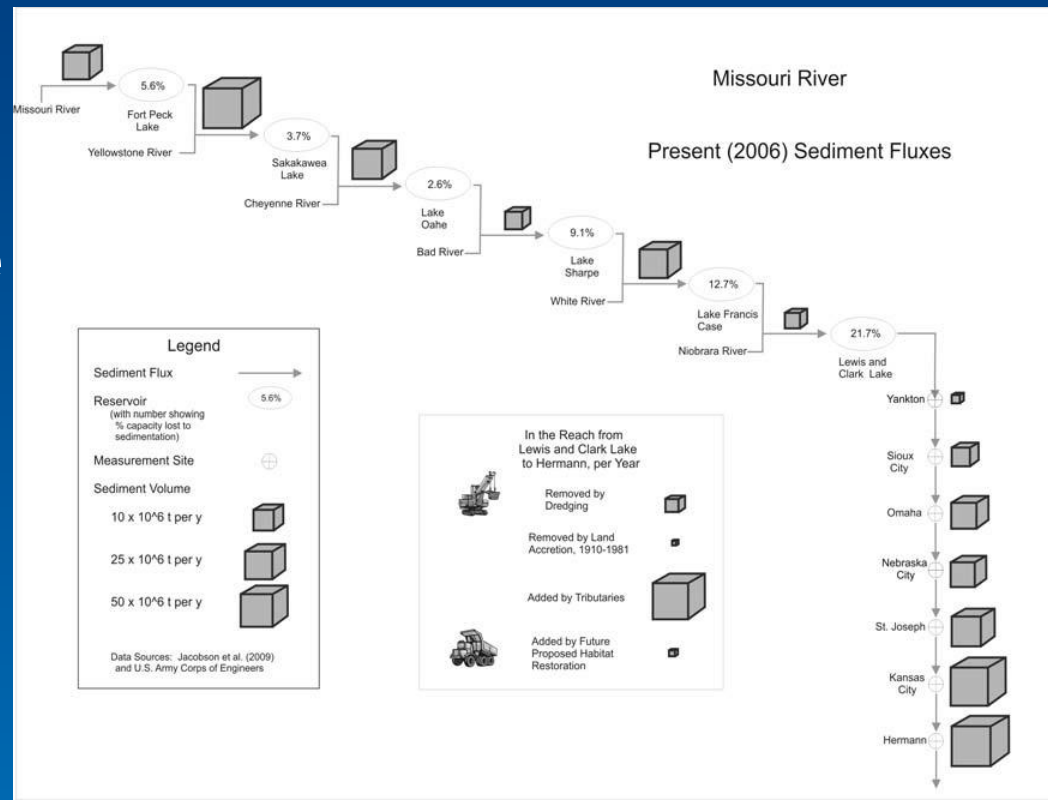 Missouri River
Present (2006) Sediment Fluxes
Missouri River
5.6%
Fort Peck
Lake
Yellowstone River
3.7%
Sakakawea
Lake
Cheyenne River
2.6%
Lake
Oahe
Bad River
9.1%
Lake
Sharpe
White River
12.7%
Lake Francis
Case
Niobrara River
21.7%
Lewis and
Clark Lake
Yankton
Sioux
City
Omaha
Nebraska
City
St. Joseph
Kansas
City
Hermann
Legend
Sediment Flux
Reservoir
5.6%
(with number showing
% capacity lost to
sedimentation)
Measurement Site
Sediment Volume
10 x 10^6 t per y
25 x 10^6 t per y
50 x 10^6 t per y
Data Sources: Jacobson et al. (2009)
and U.S. Army Corps of Engineers
In the Reach from
Lewis and Clark Lake
to Hermann, per Year
Removed by
Dredging
Removed by Land
Accretion, 1910-1981
Added by Tributaries
Added by Future
Proposed Habitat
Restoration